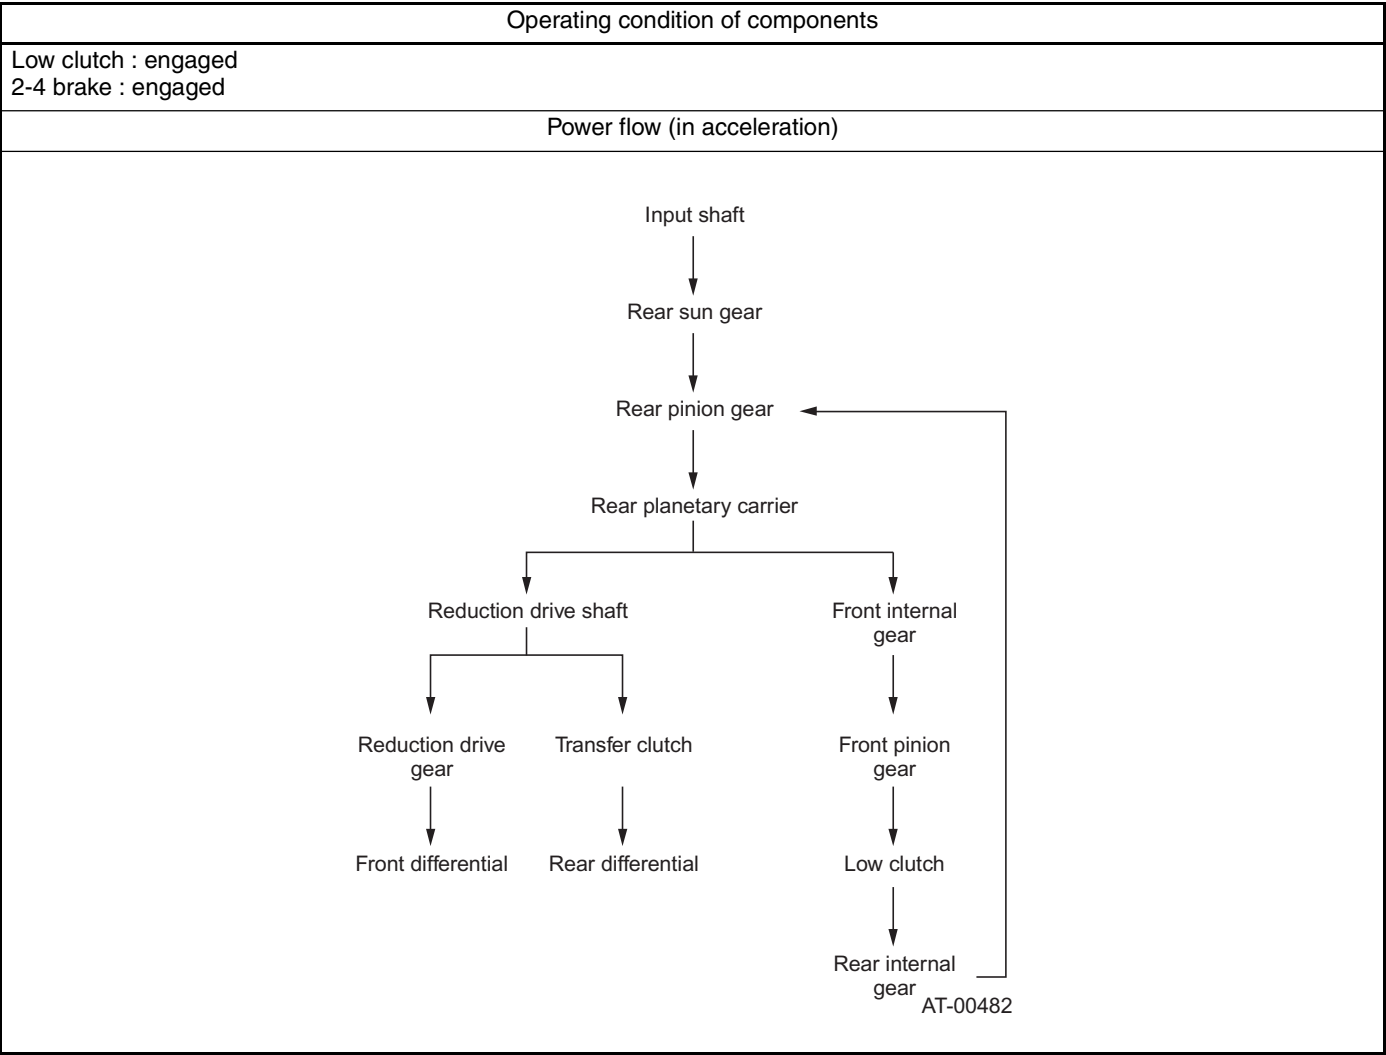 Operating condition of components
Low clutch : engaged
2-4 brake : engaged
Power flow (in acceleration)
Input shaft
Rear sun gear
Rear pinion gear
Rear planetary carrier
Reduction drive shaft
Front internal
gear
Reduction drive
gear
Transfer clutch
Front pinion
gear
Front differential
Rear differential
Low clutch
Rear internal
gear
AT-00482